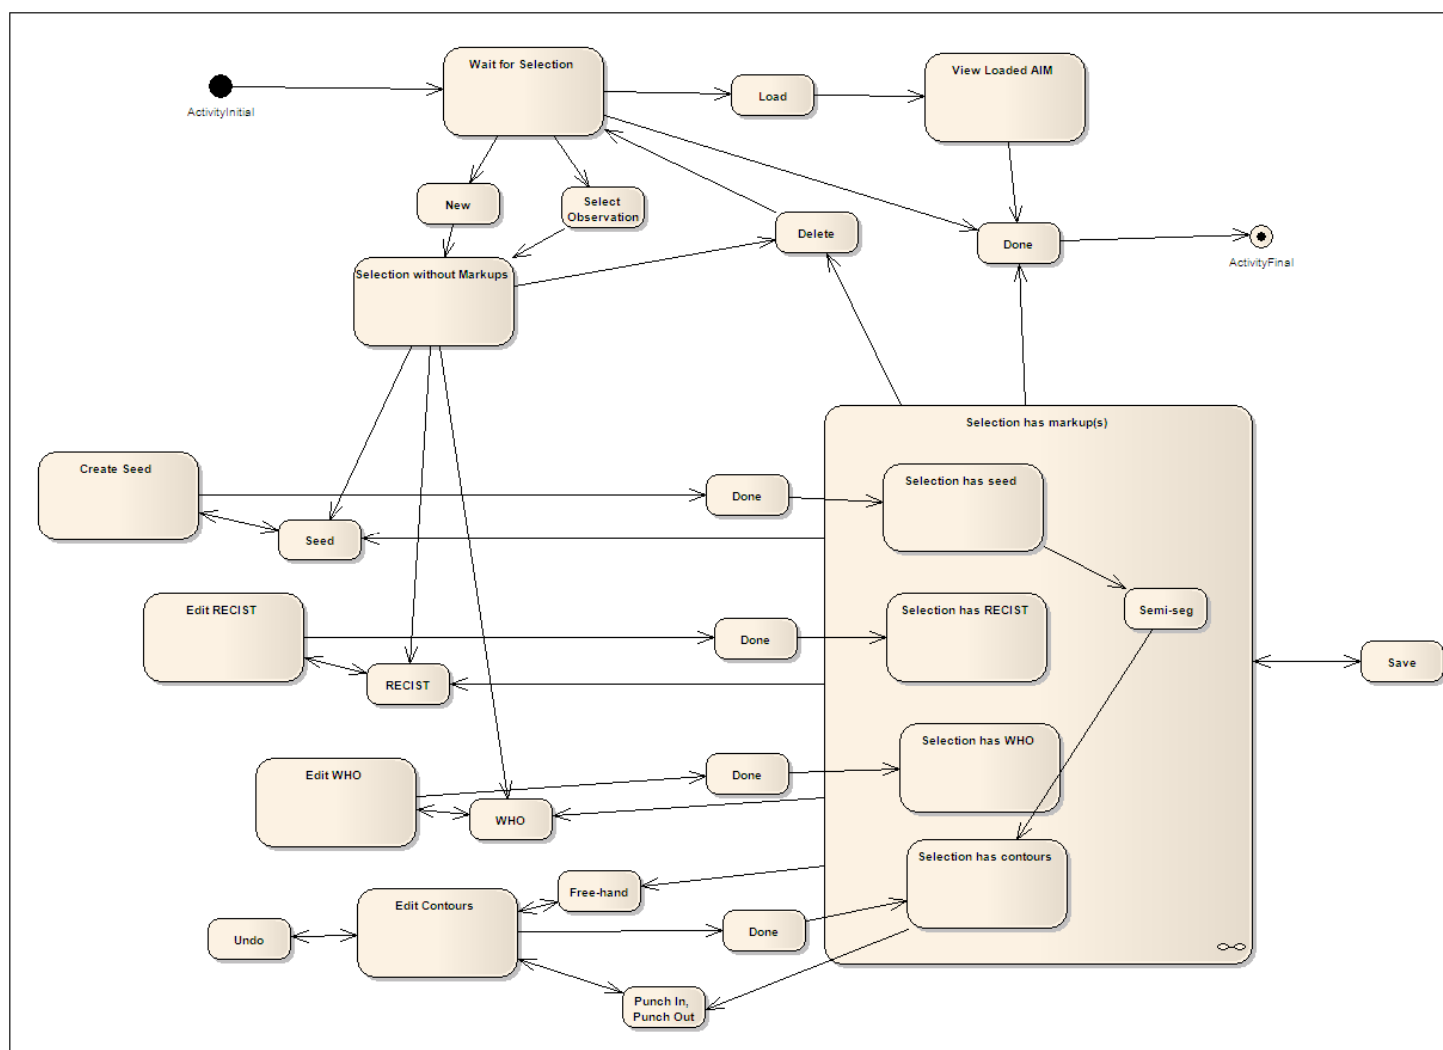 Wait for Selection
View Loaded AIM
Load
ActivityInitial
New
Select
Observation
Delete
Done
ActivityFinal
Selection without Markups
Selection has markup(s)
Create Seed
Selection has seed
Done
Seed
Edit RECIST
Selection has RECIST
Semi-seg
Done
Save
RECIST
Selection has WHO
Edit WHO
Done
WHO
Selection has contours
Free-hand
Edit Contours
Done
Undo
Punch In,
Punch Out